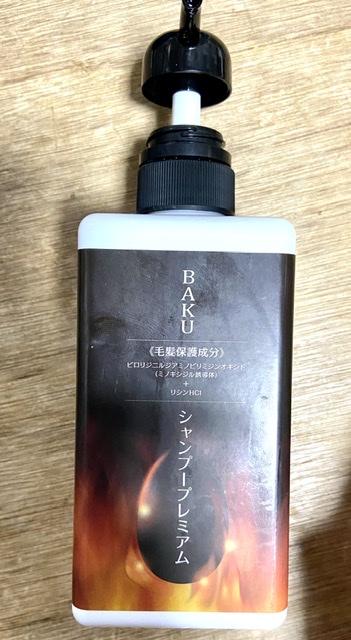 BAKU
《毛髪保護成分》
ピロリジニルジアミノピリミジンオキシド
(ミノキシジル誘導体)
+
リシンHCl
シャンプープレミアム